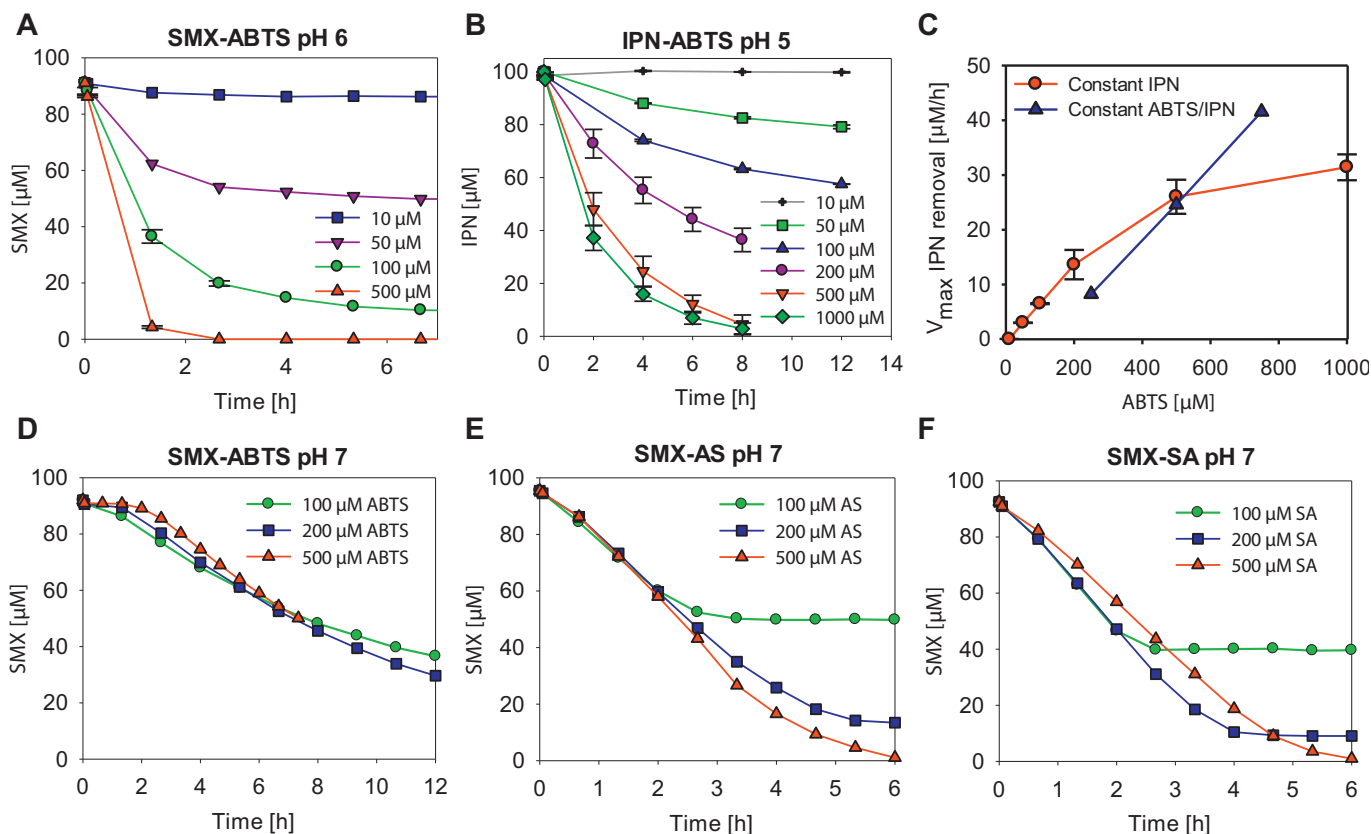 A
SMX-ABTS pH 6
SMX [µM]
100
80
60
40
20
0
0 2 4 6
Time [h]
10 µM
50 µM
100 µM
500 µM
B
IPN-ABTS pH 5
IPN [µM]
100
80
60
40
20
0
0 2 4 6 8 10 12 14
Time [h]
10 µM
50 µM
100 µM
200 µM
500 µM
1000 µM
C
Vmax IPN removal [µM/h]
50
40
30
20
10
0
0 200 400 600 800 1000
ABTS [µM]
Constant IPN
Constant ABTS/IPN
D
SMX-ABTS pH 7
SMX [µM]
100
80
60
40
20
0
0 2 4 6 8 10 12
Time [h]
100 µM ABTS
200 µM ABTS
500 µM ABTS
E
SMX-AS pH 7
SMX [µM]
100
80
60
40
20
0
0 1 2 3 4 5 6
Time [h]
100 µM AS
200 µM AS
500 µM AS
F
SMX-SA pH 7
SMX [µM]
100
80
60
40
20
0
0 1 2 3 4 5 6
Time [h]
100 µM SA
200 µM SA
500 µM SA